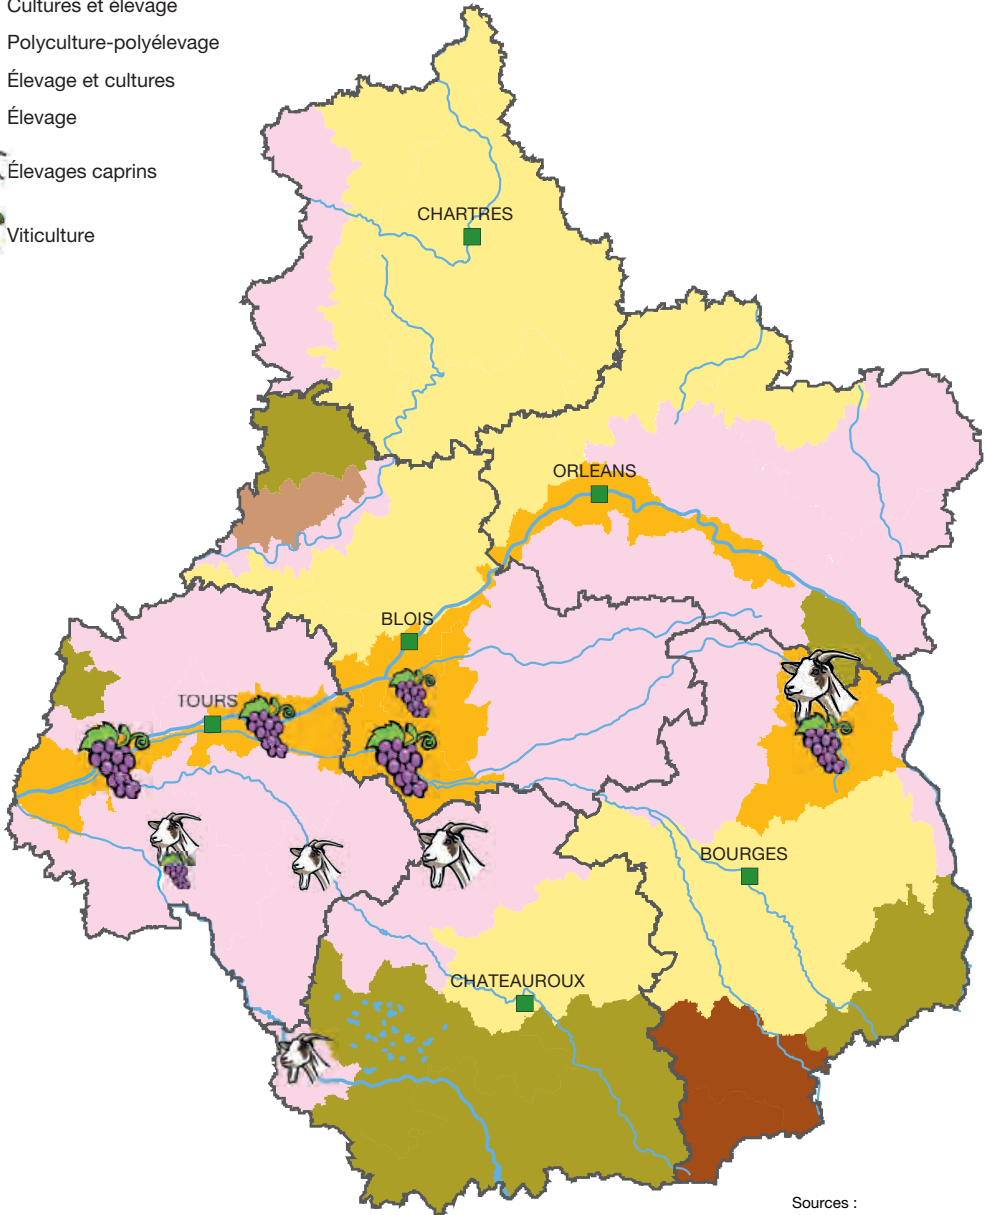 Cultures et élevage
Polyculture-polyélevage
Élevage et cultures
Élevage
Élevages caprins
Viticulture
CHARTRES
ORLEANS
BLOIS
TOURS
BOURGES
CHATEAUROUX
Sources :